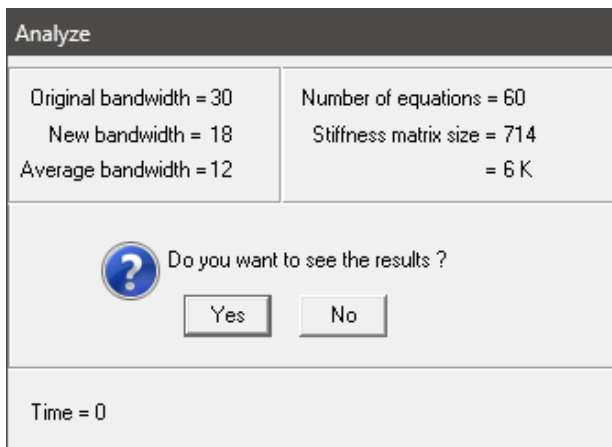 Analyze
Original bandwidth = 30
New bandwidth = 18
Average bandwidth =12
Number of equations = 60
Stiffness matrix size = 714
= 6 K
?
Do you want to see the results ?
Yes
No
Time = 0